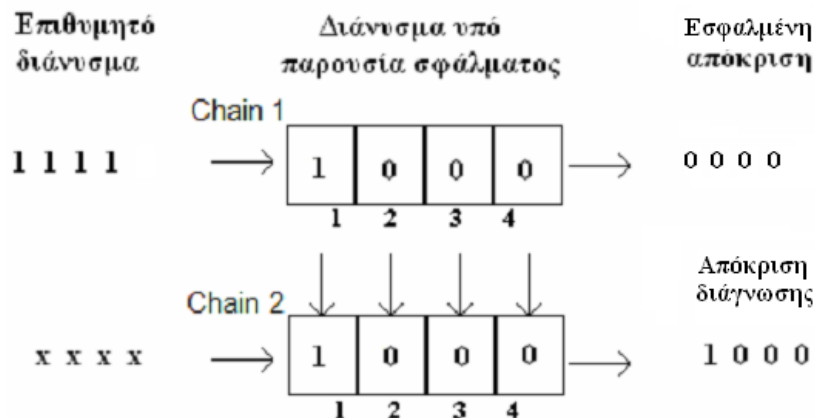 Επιθυμητό
διάνυσμα
Διάνυσμα υπό
παρουσία σφάλματος
Εσφαλμένη
απόκριση
Chain 1
1 1 1 1
1 0 0 0
0 0 0 0
1 2 3 4
Απόκριση
διάγνωσης
Chain 2
x x x x
1 0 0 0
1 0 0 0
1 2 3 4